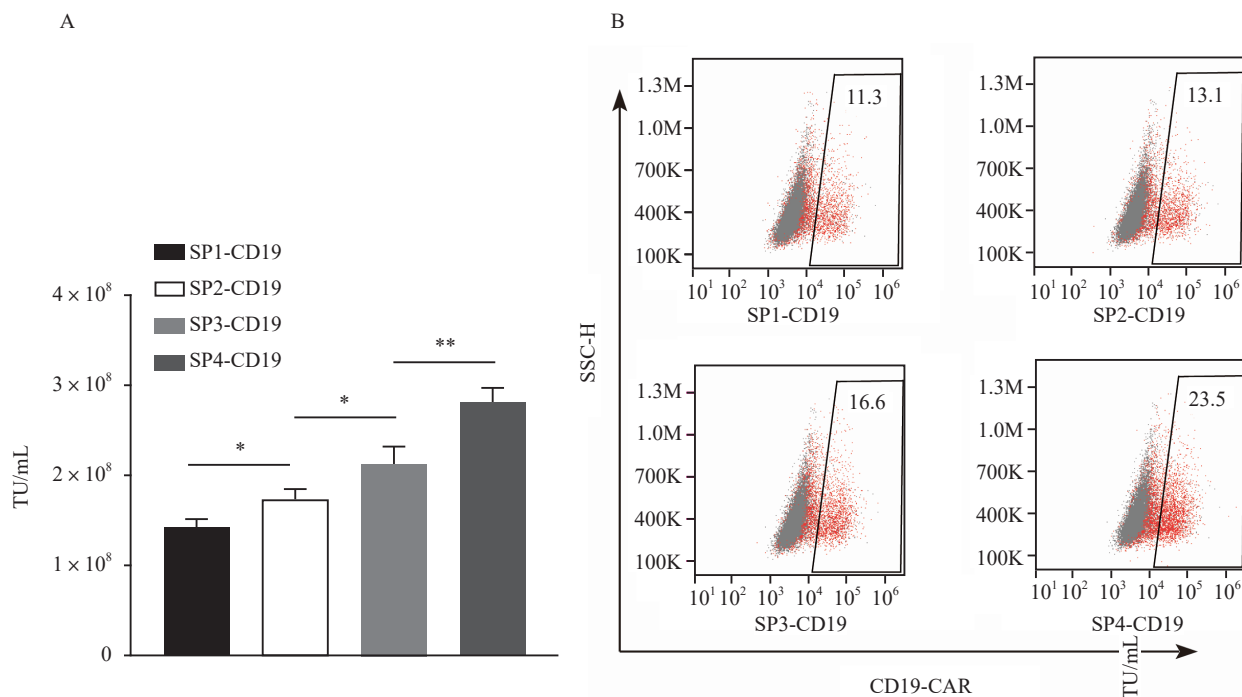 A
B
SP1-CD19
SP2-CD19
SP3-CD19
SP4-CD19
4 × 10⁸
3 × 10⁸
2 × 10⁸
1 × 10⁸
0
TU/mL
*
*
**
SSC-H
1.3M
1.0M
700K
400K
100K
11.3
10¹ 10² 10³ 10⁴ 10⁵ 10⁶
SP1-CD19
1.3M
1.0M
700K
400K
100K
13.1
10¹ 10² 10³ 10⁴ 10⁵ 10⁶
SP2-CD19
1.3M
1.0M
700K
400K
100K
16.6
10¹ 10² 10³ 10⁴ 10⁵ 10⁶
SP3-CD19
1.3M
1.0M
700K
400K
100K
23.5
10¹ 10² 10³ 10⁴ 10⁵ 10⁶
SP4-CD19
CD19-CAR
TU/mL